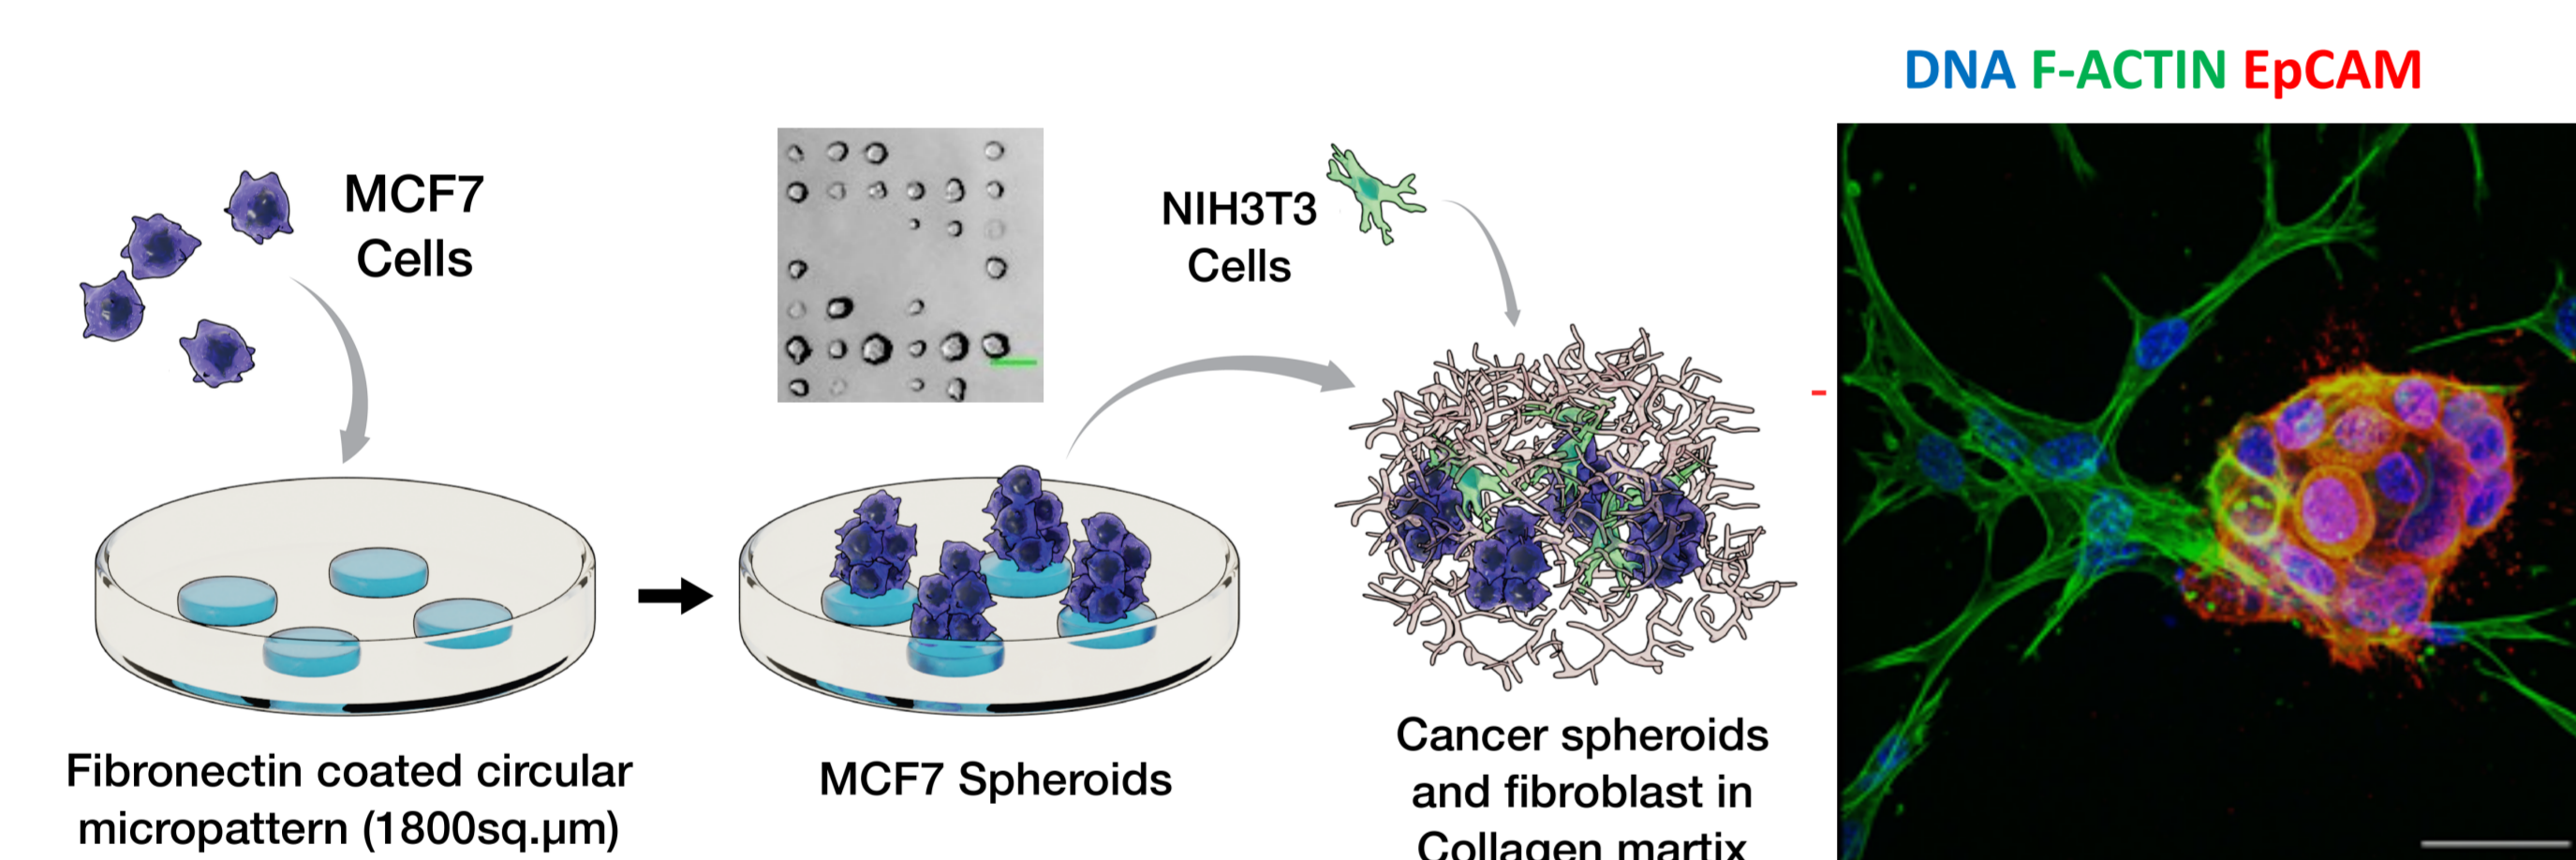 DNA F-ACTIN EpCAM
MCF7
Cells
NIH3T3
Cells
Fibronectin coated circular
micropattern (1800sq.µm)
MCF7 Spheroids
Cancer spheroids
and fibroblast in
Collagen martix